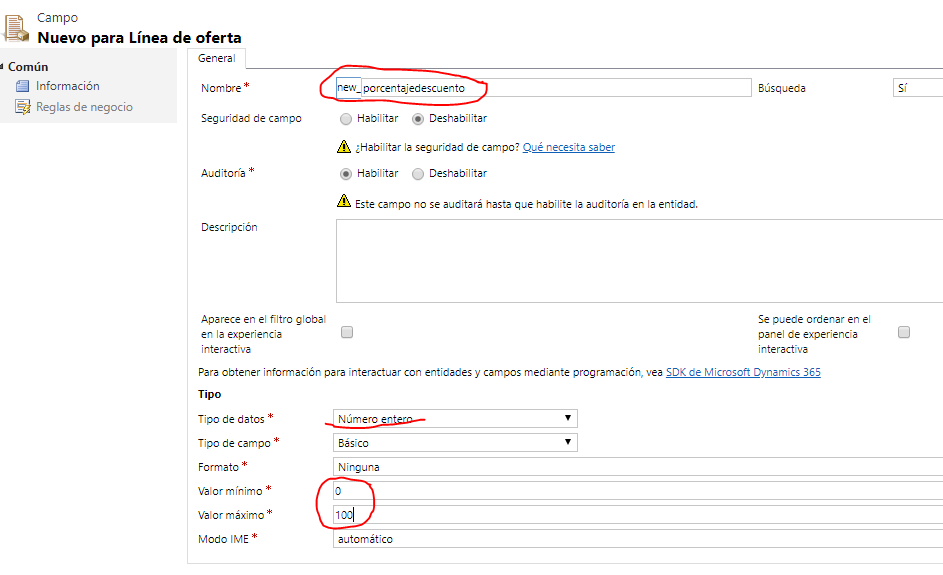 Campo
Nuevo para Línea de oferta
Común
Información
Reglas de negocio
General
Nombre * new_ porcentajedescuento Búsqueda Sí
Seguridad de campo Habilitar Deshabilitar
¿Habilitar la seguridad de campo? Qué necesita saber
Auditoría * Habilitar Deshabilitar
Este campo no se auditará hasta que habilite la auditoría en la entidad.
Descripción
Aparece en el filtro global
en la experiencia
interactiva
Se puede ordenar en el
panel de experiencia
interactiva
Para obtener información para interactuar con entidades y campos mediante programación, vea SDK de Microsoft Dynamics 365
Tipo
Tipo de datos * Número entero
Tipo de campo * Básico
Formato * Ninguna
Valor mínimo * 0
Valor máximo * 100
Modo IME * automático